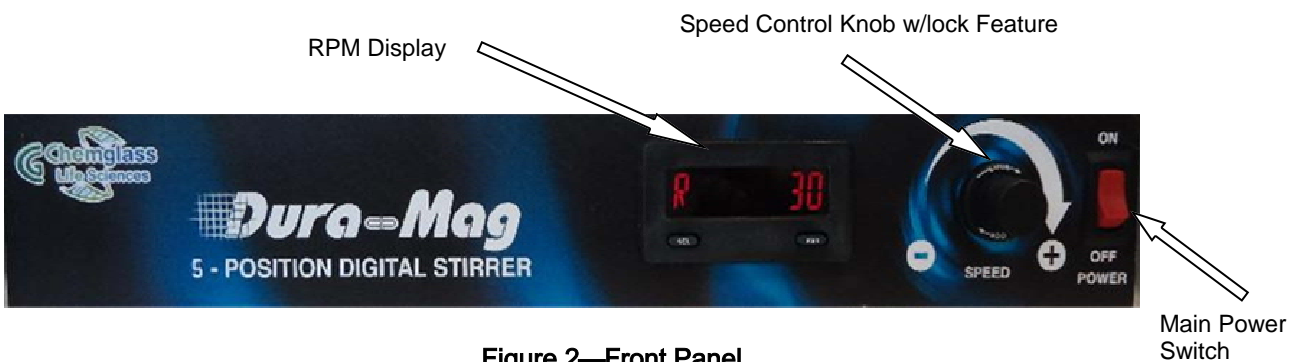 Speed Control Knob w/lock Feature
RPM Display
Chemglass
Life Sciences
Dura-Mag
5 - POSITION DIGITAL STIRRER
R 30
SEL
ON
SPEED
OFF
POWER
Main Power
Switch
Figure 2—Front Panel